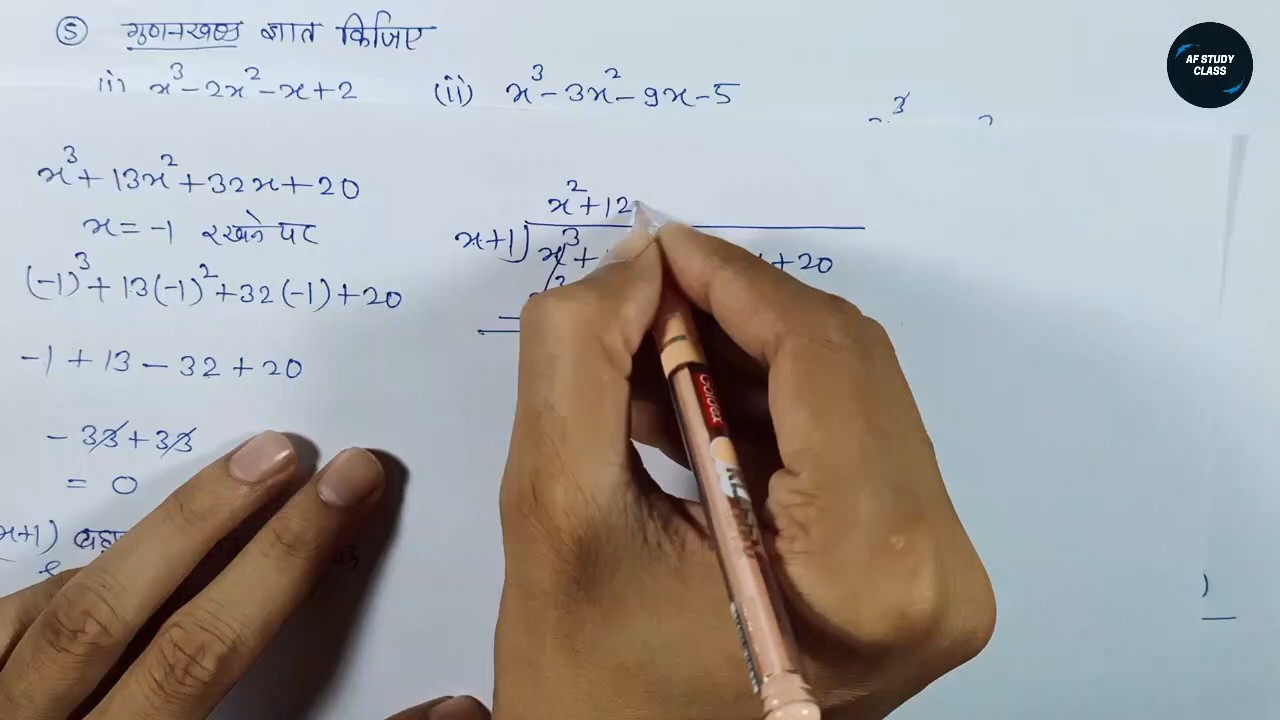 ⑤ गुणनखण्ड ज्ञात किजिए
(i) x³-2x²-x+2 (ii) x³-3x²-9x-5
AF STUDY
CLASS
x³+13x²+32x+20
x=-1 रखने पर
(-1)³+13(-1)²+32(-1)+20
-1+13-32+20
-33+33
= 0
x+1)
x²+12
x+1)x³+ +20